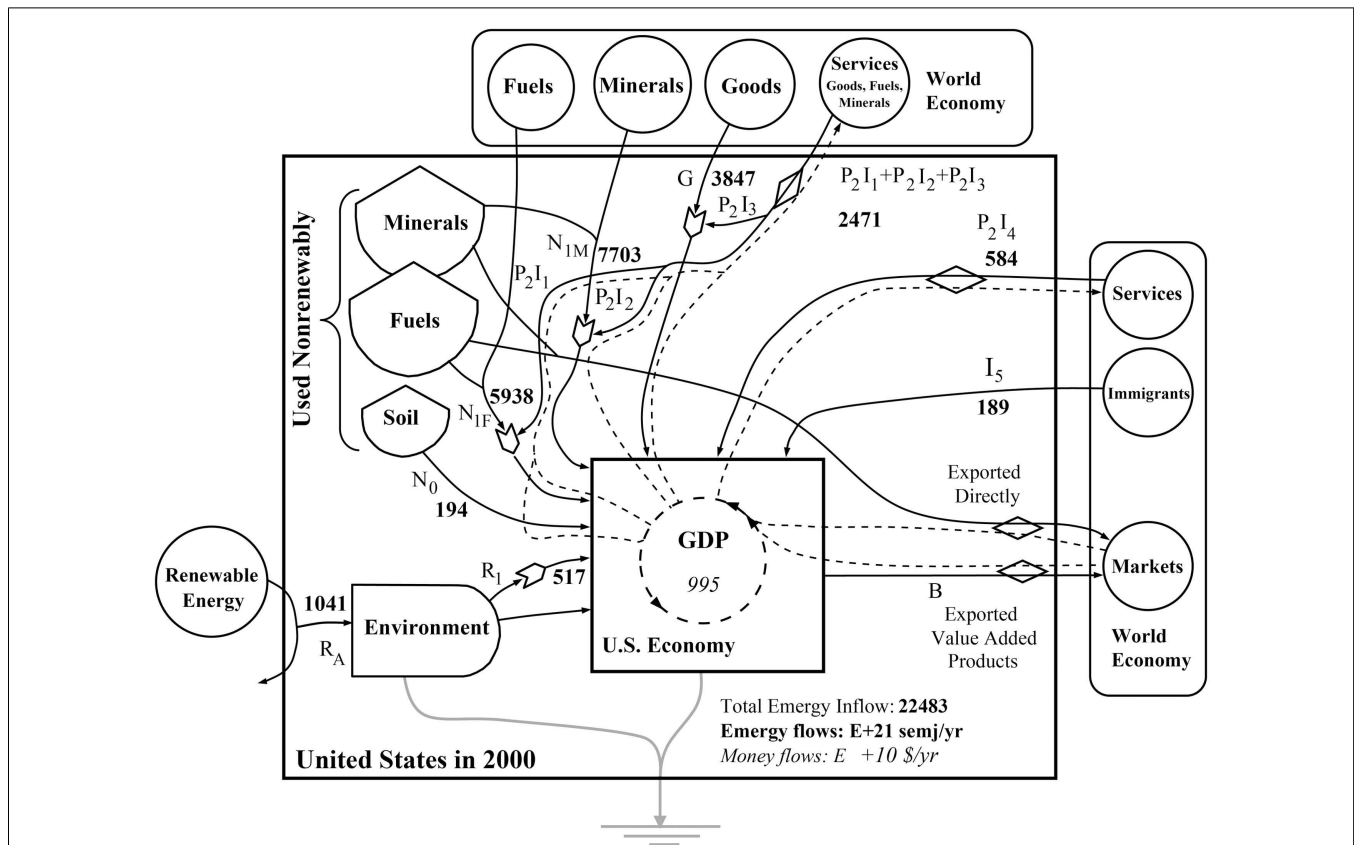 Fuels
Minerals
Goods
Services
Goods, Fuels,
Minerals
World
Economy
G
3847
P2I3
P2I1+P2I2+P2I3
2471
Used Nonrenewably
Minerals
Fuels
Soil
N1M
7703
P2I1
P2I2
5938
N1F
N0
194
P2I4
584
Services
I5
189
Immigrants
Exported
Directly
Markets
B
Exported
Value Added
Products
World
Economy
Renewable
Energy
1041
RA
Environment
R1
517
GDP
995
U.S. Economy
Total Emergy Inflow: 22483
Emergy flows: E+21 semj/yr
Money flows: E +10 $/yr
United States in 2000